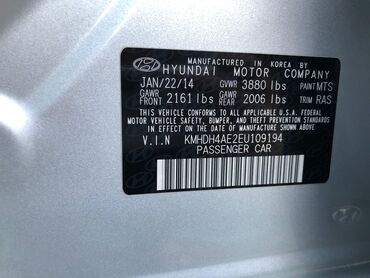 MANUFACTURED IN KOREA BY
HYUNDAI MOTOR COMPANY
JAN/22/14 GVWR 3880 lbs PAINT MTS
GAWR FRONT 2161 lbs GAWR REAR 2006 lbs TRIM RAS
THIS VEHICLE CONFORMS TO ALL APPLICABLE U.S.A. FEDERAL
MOTOR VEHICLE SAFETY, BUMPER, AND THEFT PREVENTION
STANDARDS IN EFFECT ON THE DATE OF MANUFACTURE SHOWN ABOVE.
V.I.N KMHDH4AE2EU109194
PASSENGER CAR